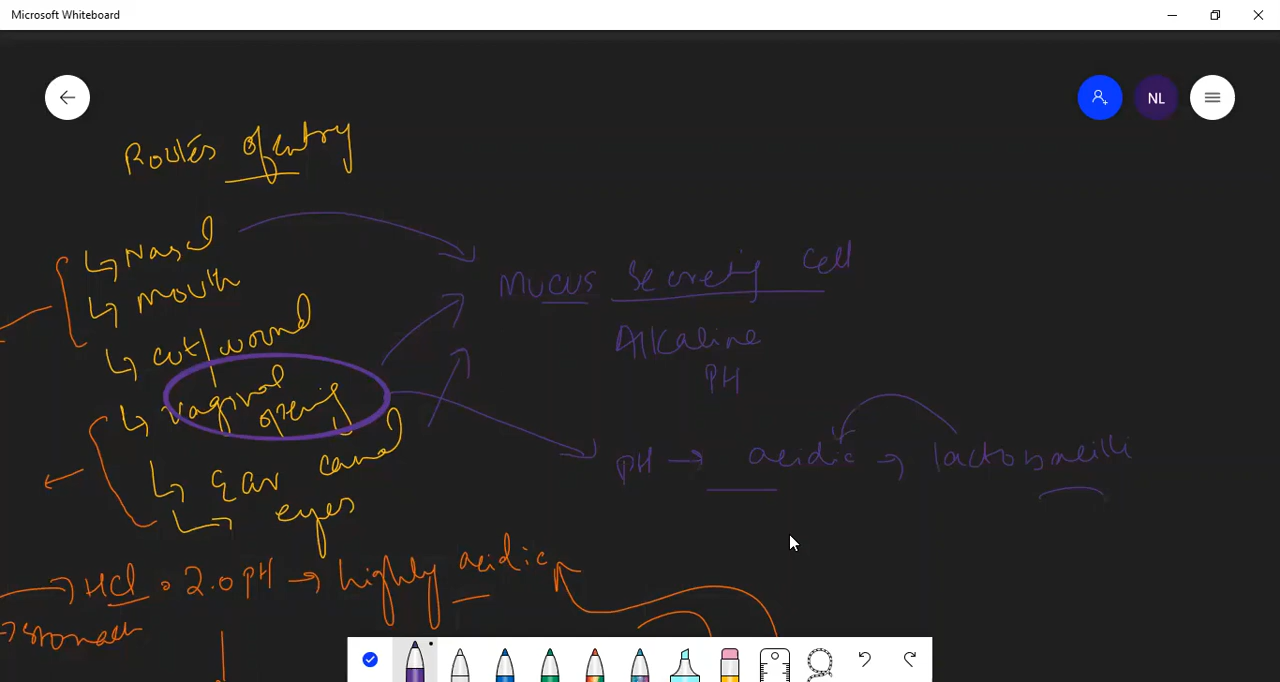 Microsoft Whiteboard
NL
Routes of entry
↳ Nasal
↳ mouth
↳ cut/wound
↳ vaginal opening
↳ Ear canal
↳ eyes
Mucus Secreting Cell
Alkaline
PH
PH → acidic → lactobacilli
→ HCl • 2.0 PH → highly acidic
→ stomach